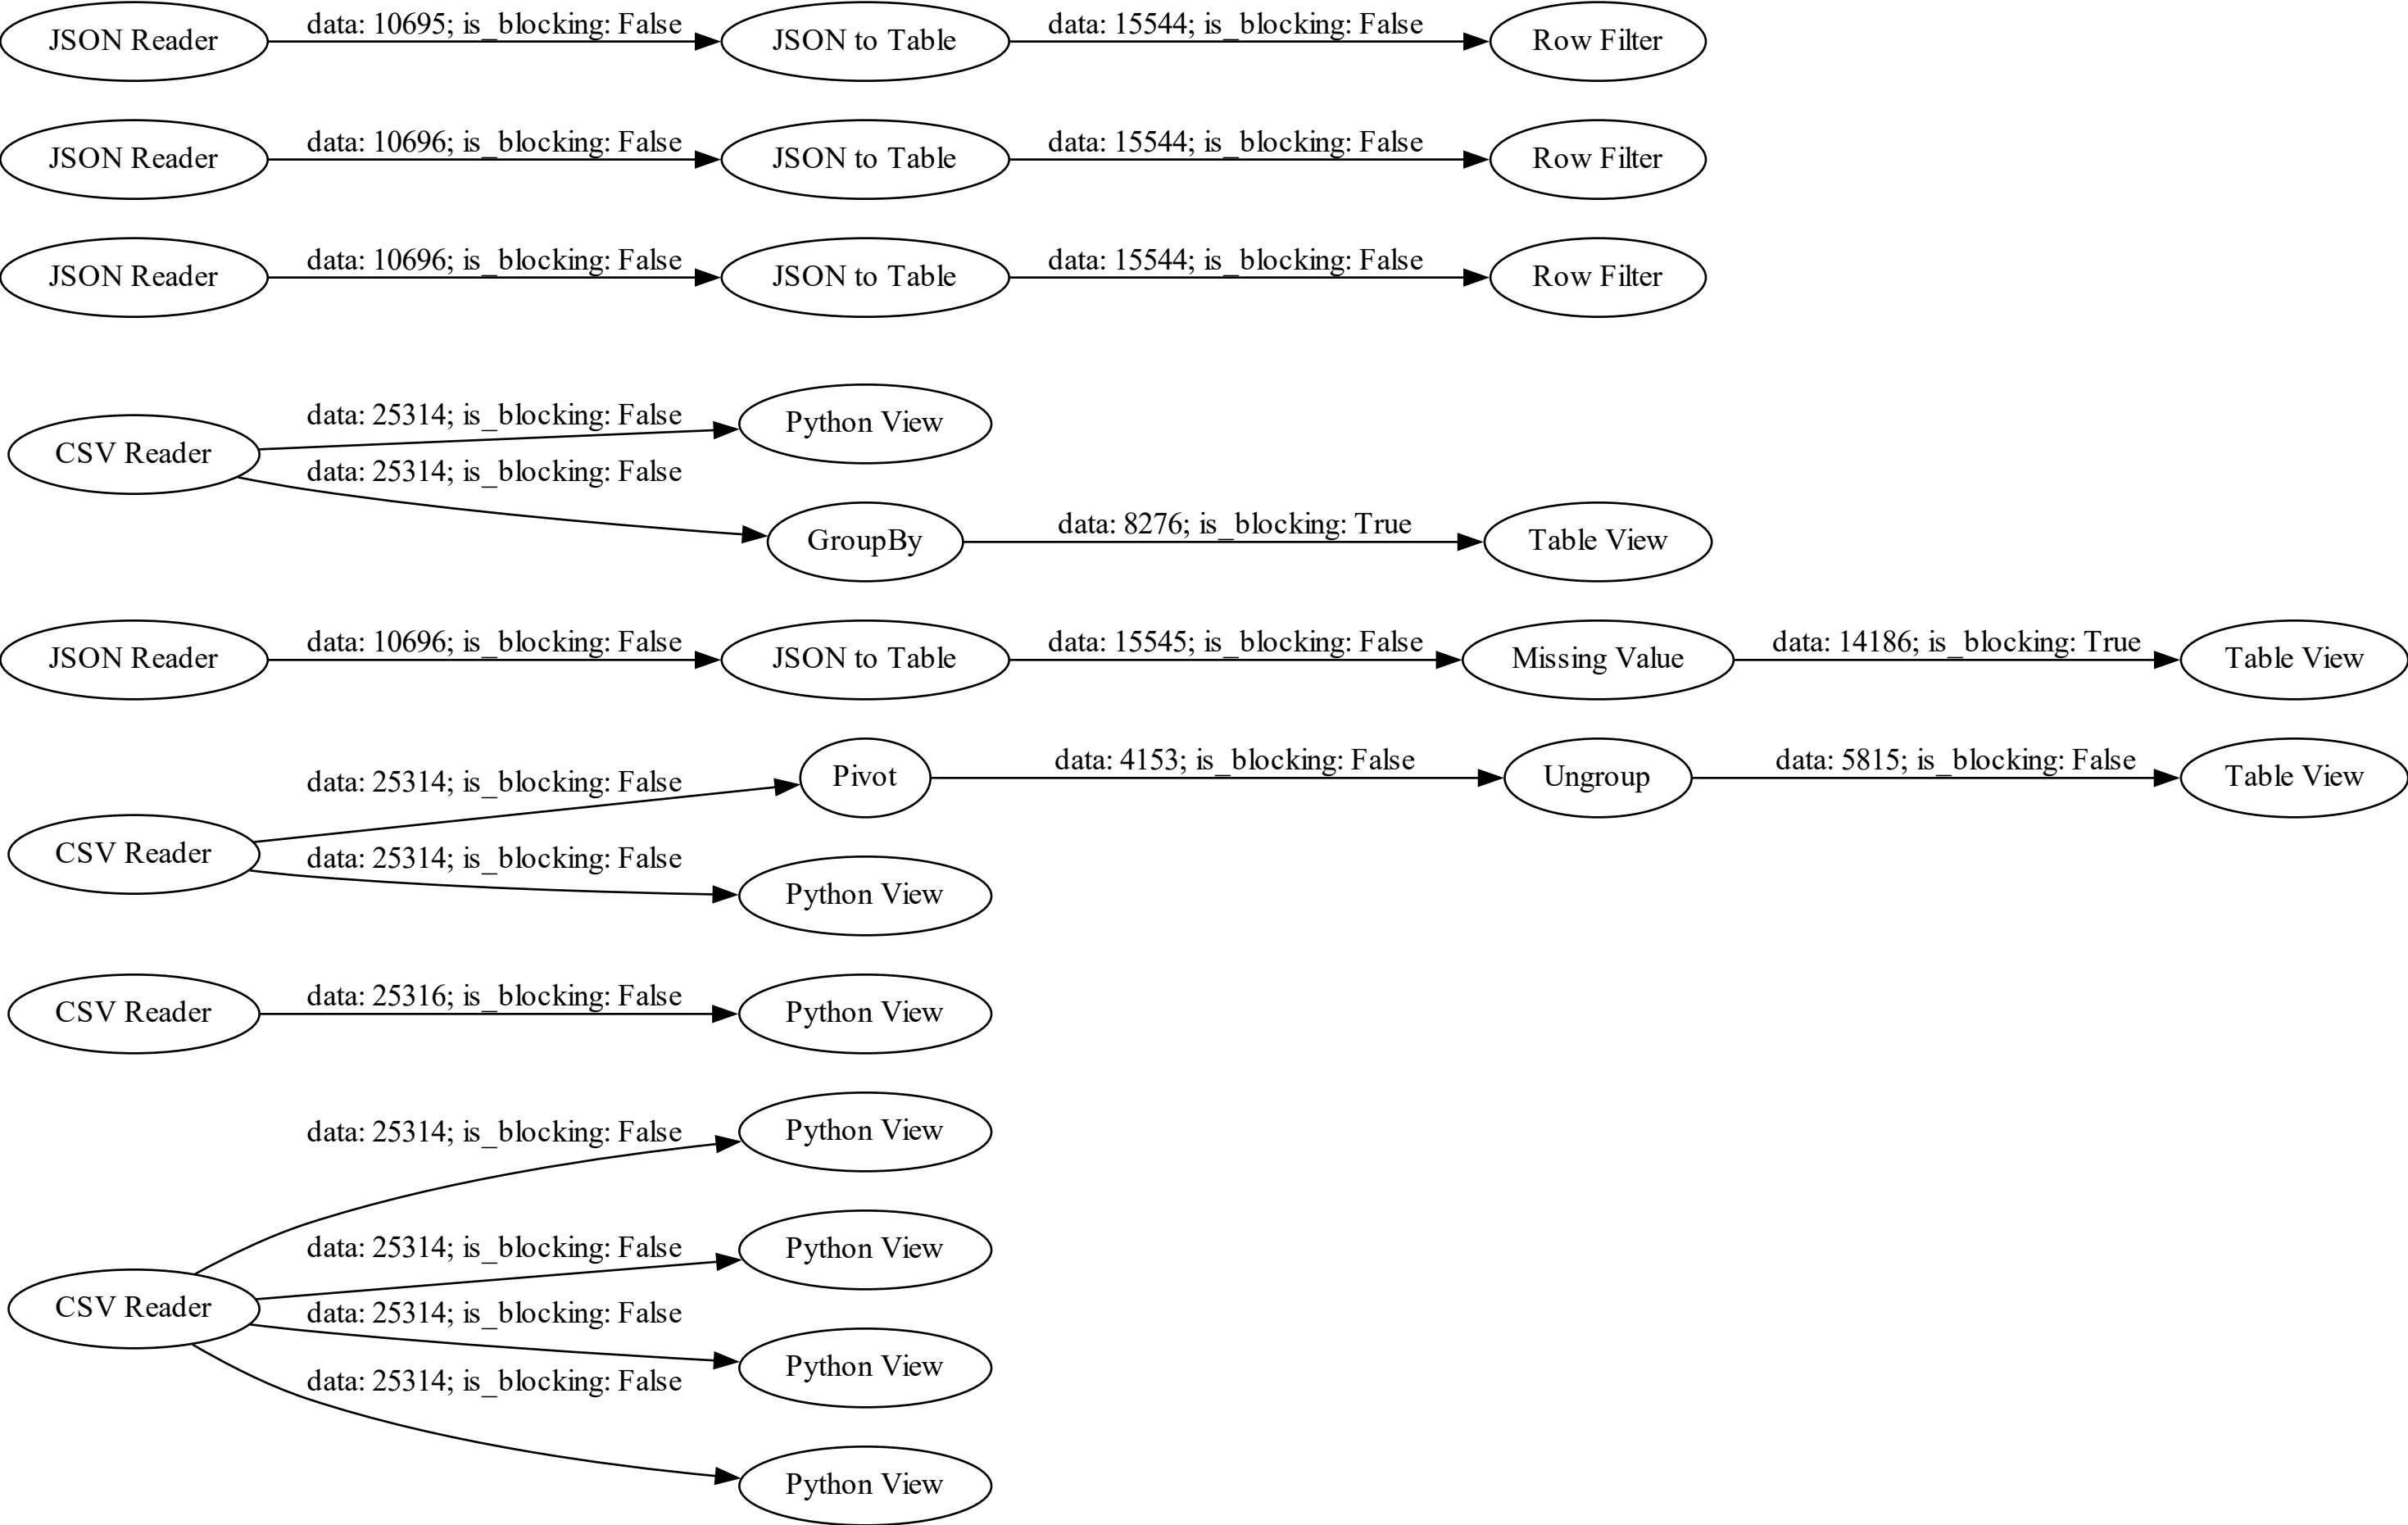 JSON Reader data: 10695; is_blocking: False JSON to Table data: 15544; is_blocking: False Row Filter
JSON Reader data: 10696; is_blocking: False JSON to Table data: 15544; is_blocking: False Row Filter
JSON Reader data: 10696; is_blocking: False JSON to Table data: 15544; is_blocking: False Row Filter
data: 25314; is_blocking: False Python View
CSV Reader
data: 25314; is_blocking: False
GroupBy data: 8276; is_blocking: True Table View
JSON Reader data: 10696; is_blocking: False JSON to Table data: 15545; is_blocking: False Missing Value data: 14186; is_blocking: True Table View
data: 25314; is_blocking: False Pivot data: 4153; is_blocking: False Ungroup data: 5815; is_blocking: False Table View
CSV Reader
data: 25314; is_blocking: False Python View
CSV Reader data: 25316; is_blocking: False Python View
data: 25314; is_blocking: False Python View
data: 25314; is_blocking: False Python View
CSV Reader
data: 25314; is_blocking: False Python View
data: 25314; is_blocking: False Python View